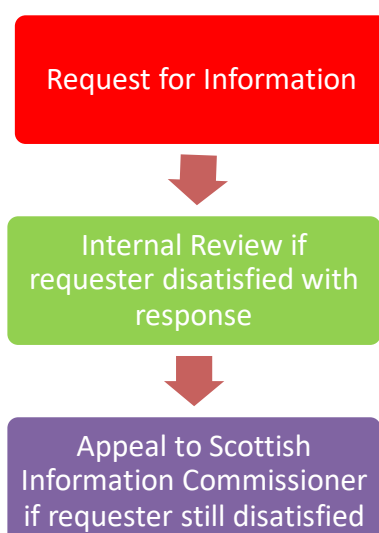 Request for Information
Internal Review if
requester disatisfied with
response
Appeal to Scottish
Information Commissioner
if requester still disatisfied